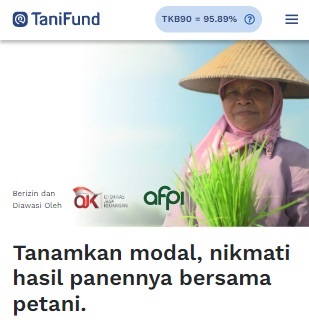 TaniFund
TKB90 = 95.89% ?
Berizin dan
Diawasi Oleh
OJK OTORITAS
JASA
KEUANGAN
afpi
Tanamkan modal, nikmati
hasil panennya bersama
petani.